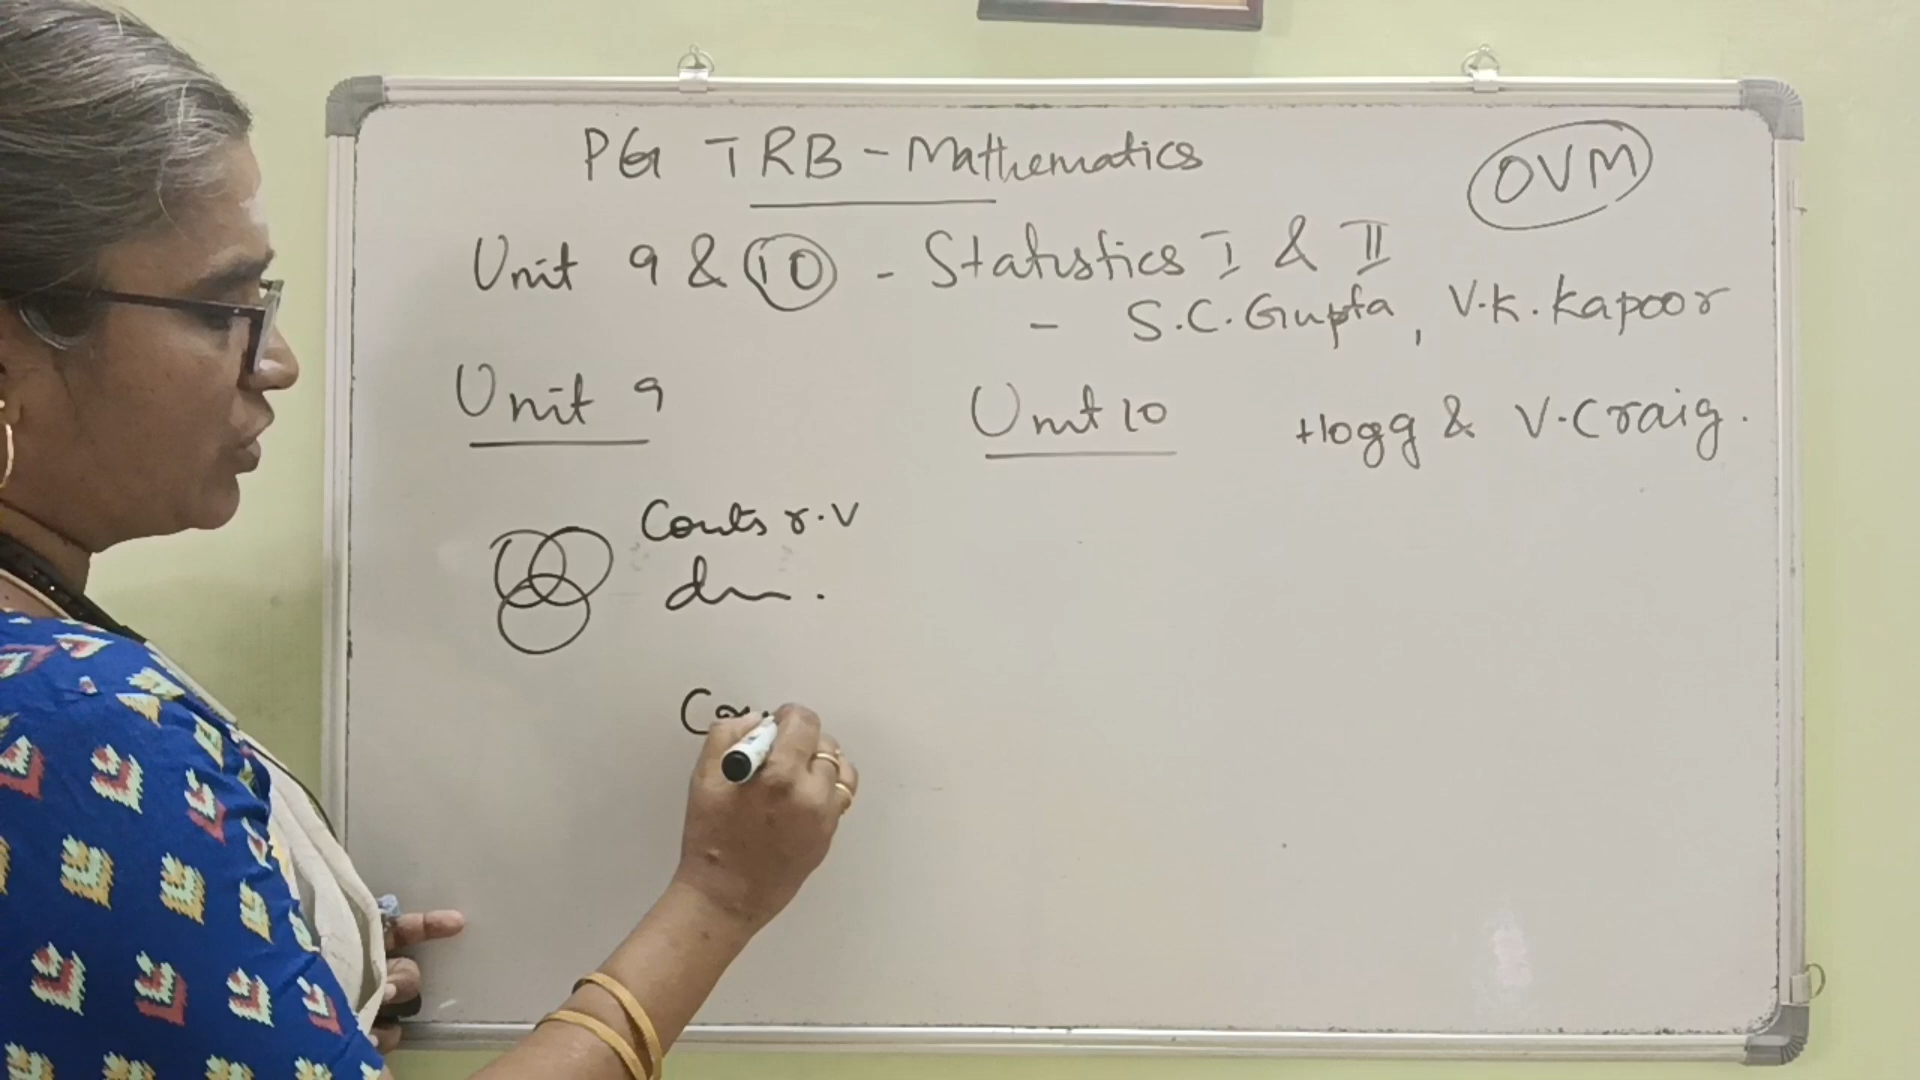 PG TRB - Mathematics
OVM
Unit 9 & 10 - Statistics I & II
- S.C. Gupta, V.K. Kapoor
Unit 9
Unit 10
Hogg & V. Craig.
Conts r.v